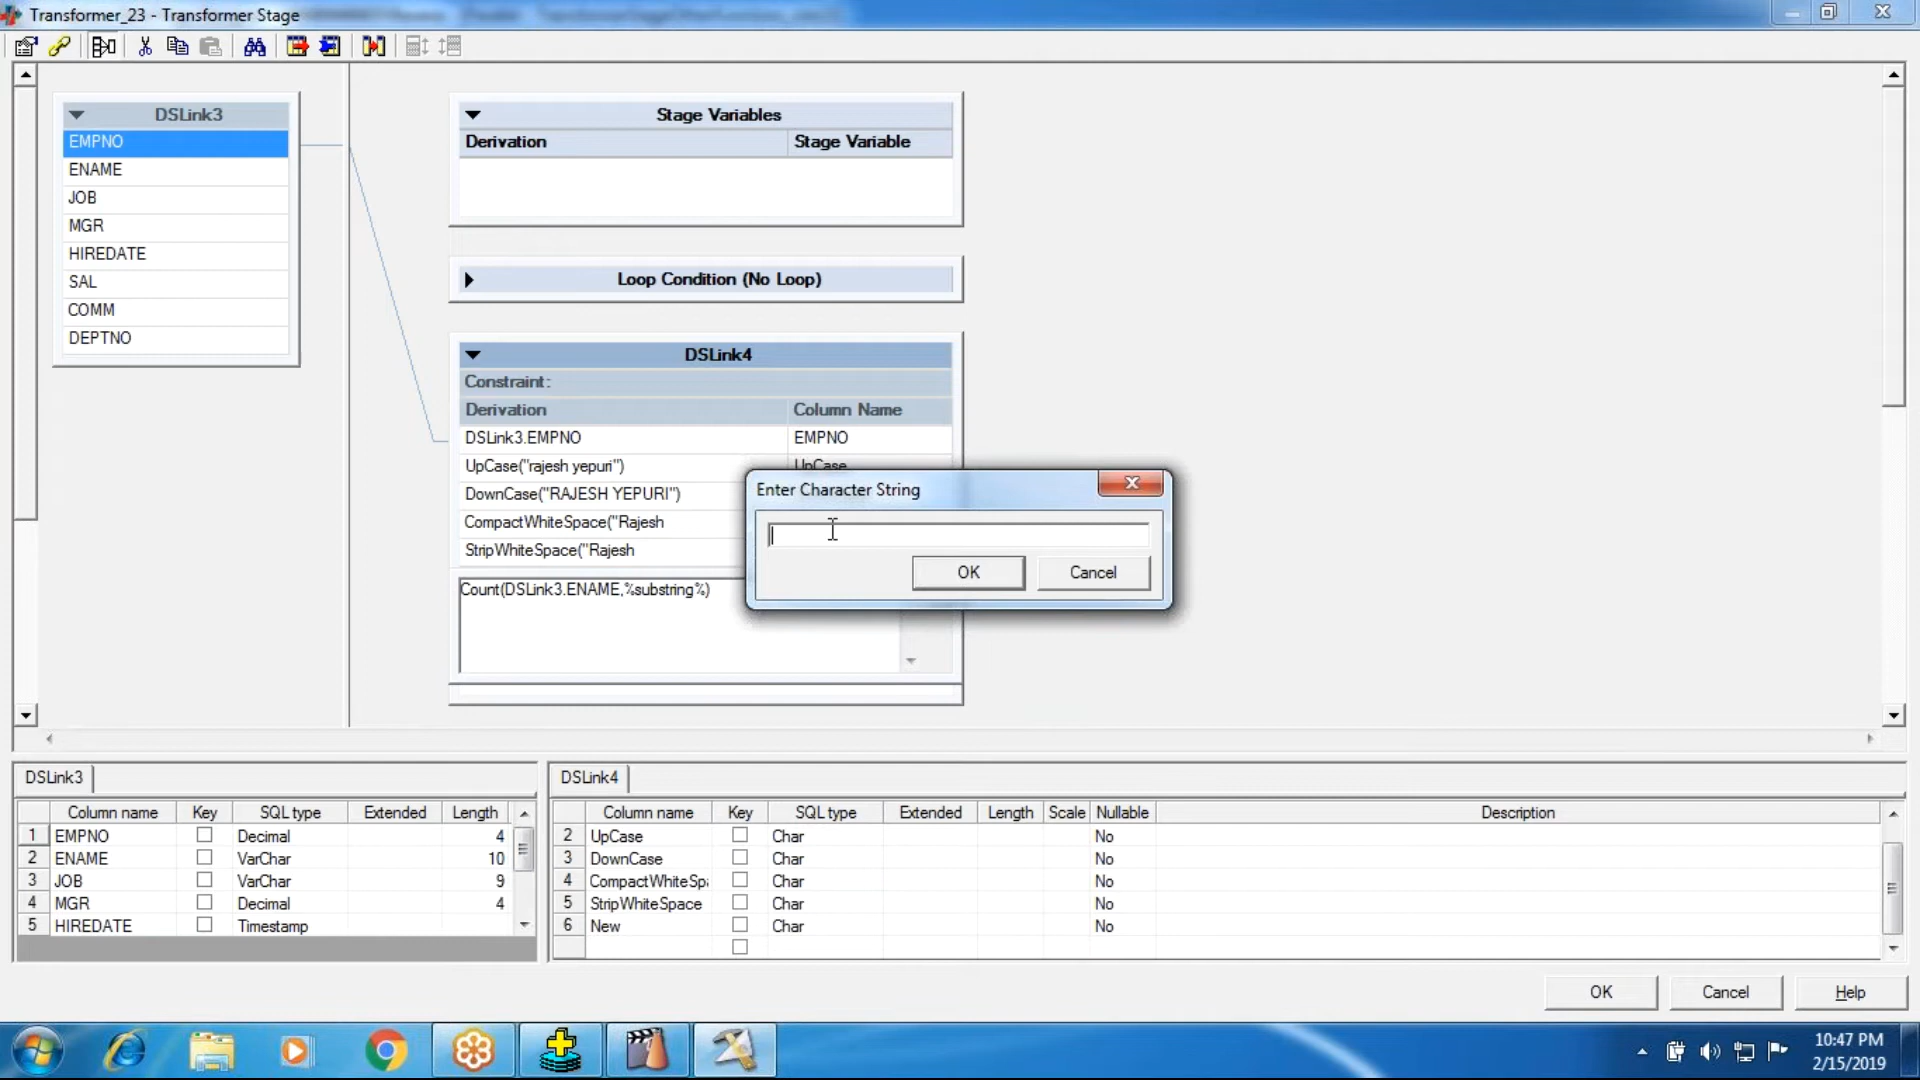 Transformer_23 - Transformer Stage
DSLink3
EMPNO
ENAME
JOB
MGR
HIREDATE
SAL
COMM
DEPTNO
Stage Variables
Derivation Stage Variable
Loop Condition (No Loop)
DSLink4
Constraint:
Derivation Column Name
DSLink3.EMPNO EMPNO
UpCase("rajesh yepuri") UpCase
DownCase("RAJESH YEPURI")
CompactWhiteSpace("Rajesh
StripWhiteSpace("Rajesh
Count(DSLink3.ENAME,%substring%)
Enter Character String
OK Cancel
DSLink3
Column name Key SQL type Extended Length
1 EMPNO Decimal 4
2 ENAME VarChar 10
3 JOB VarChar 9
4 MGR Decimal 4
5 HIREDATE Timestamp
DSLink4
Column name Key SQL type Extended Length Scale Nullable Description
2 UpCase Char No
3 DownCase Char No
4 CompactWhiteSp Char No
5 StripWhiteSpace Char No
6 New Char No
OK Cancel Help
10:47 PM
2/15/2019